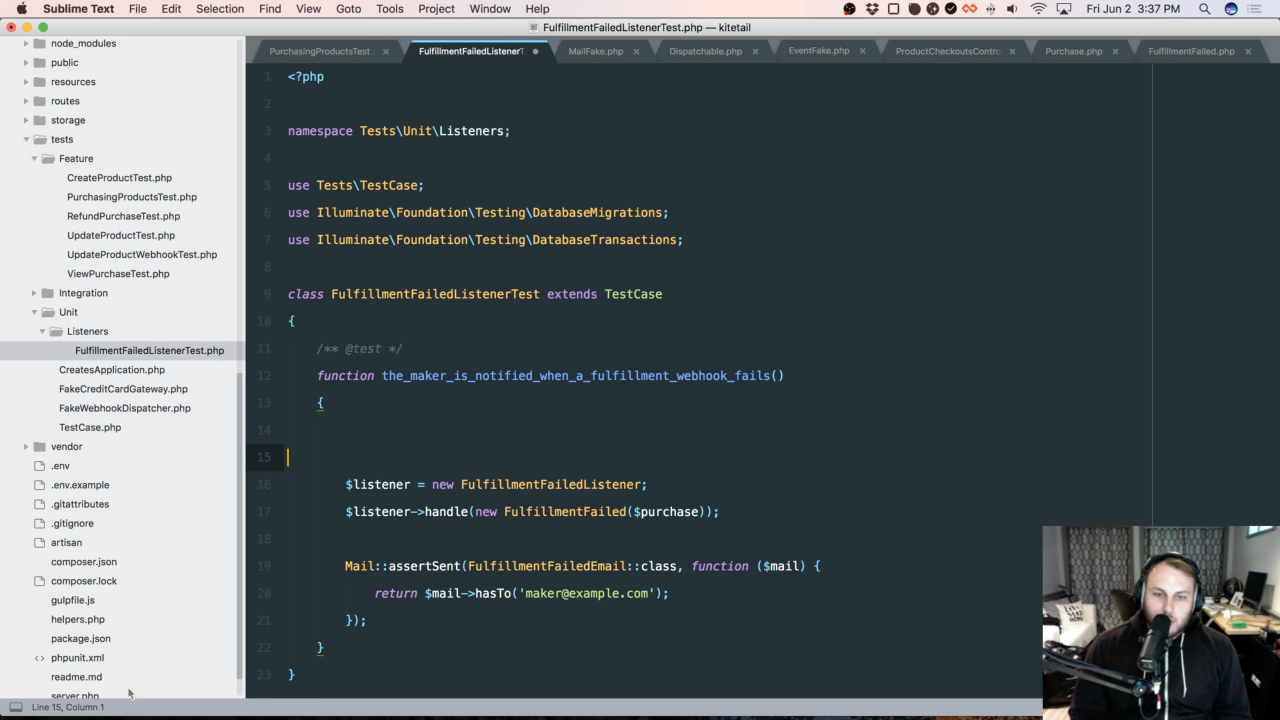 Sublime Text File Edit Selection Find View Goto Tools Project Window Help Fri Jun 2 3:37 PM
FulfillmentFailedListenerTest.php — kitetail
PurchasingProductsTest. FulfillmentFailedListenerT MailFake.php Dispatchable.php EventFake.php ProductCheckoutsContro Purchase.php FulfillmentFailed.php
node_modules
public
resources
routes
storage
tests
Feature
CreateProductTest.php
PurchasingProductsTest.php
RefundPurchaseTest.php
UpdateProductTest.php
UpdateProductWebhookTest.php
ViewPurchaseTest.php
Integration
Unit
Listeners
FulfillmentFailedListenerTest.php
CreatesApplication.php
FakeCreditCardGateway.php
FakeWebhookDispatcher.php
TestCase.php
vendor
.env
.env.example
.gitattributes
.gitignore
artisan
composer.json
composer.lock
gulpfile.js
helpers.php
package.json
phpunit.xml
readme.md
server.php
1 <?php
2
3 namespace Tests\Unit\Listeners;
4
5 use Tests\TestCase;
6 use Illuminate\Foundation\Testing\DatabaseMigrations;
7 use Illuminate\Foundation\Testing\DatabaseTransactions;
8
9 class FulfillmentFailedListenerTest extends TestCase
10 {
11 /** @test */
12 function the_maker_is_notified_when_a_fulfillment_webhook_fails()
13 {
14
15
16 $listener = new FulfillmentFailedListener;
17 $listener->handle(new FulfillmentFailed($purchase));
18
19 Mail::assertSent(FulfillmentFailedEmail::class, function ($mail) {
20 return $mail->hasTo('maker@example.com');
21 });
22 }
23 }
Line 15, Column 1